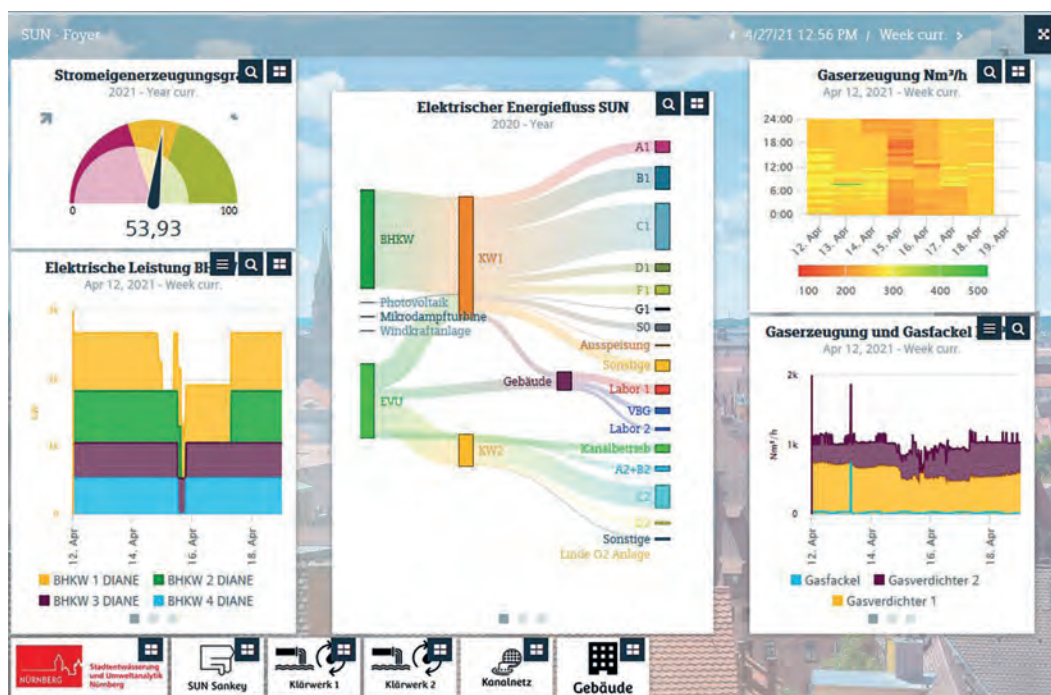 SUN - Foyer
4/27/21 12:56 PM / Week curr.
Stromeigenerzeugungsgra
2021 - Year curr.
0
100
53,93
Elektrische Leistung BH
Apr 12, 2021 - Week curr.
12. Apr
14. Apr
16. Apr
18. Apr
BHKW 1 DIANE
BHKW 2 DIANE
BHKW 3 DIANE
BHKW 4 DIANE
Elektrischer Energiefluss SUN
2020 - Year
A1
B1
BHKW
C1
KW1
D1
F1
Photovoltaik
G1
Mikrodampfturbine
S0
Windkraftanlage
Ausspeisung
Sonstige
Gebäude
Labor 1
EVU
VBG
Labor 2
Kanalbetrieb
KW2
A2+B2
C2
D2
Sonstige
Linde O2 Anlage
Gaserzeugung Nm³/h
Apr 12, 2021 - Week curr.
24:00
18:00
12:00
6:00
0:00
12. Apr
13. Apr
14. Apr
15. Apr
16. Apr
17. Apr
18. Apr
19. Apr
100
200
300
400
500
Gaserzeugung und Gasfackel
Apr 12, 2021 - Week curr.
2k
1k
0
Nm³/h
12. Apr
14. Apr
16. Apr
18. Apr
Gasfackel
Gasverdichter 2
Gasverdichter 1
NÜRNBERG
Stadtentwässerung
und Umweltanalytik
Nürnberg
SUN Sankey
Klärwerk 1
Klärwerk 2
Kanalnetz
Gebäude